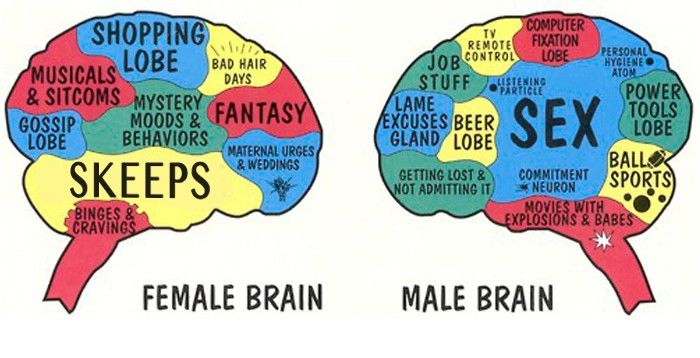 SHOPPING
LOBE
BAD HAIR
DAYS
MUSICALS
& SITCOMS
MYSTERY
MOODS &
BEHAVIORS
FANTASY
GOSSIP
LOBE
MATERNAL URGES
& WEDDINGS
SKEEPS
BINGES &
CRAVINGS
FEMALE BRAIN
TV
REMOTE
CONTROL
COMPUTER
FIXATION
LOBE
PERSONAL
HYGIENE
ATOM
JOB
STUFF
LISTENING
PARTICLE
SEX
POWER
TOOLS
LOBE
LAME
EXCUSES
GLAND
BEER
LOBE
BALL
SPORTS
GETTING LOST &
NOT ADMITTING IT
COMMITMENT
NEURON
MOVIES WITH
EXPLOSIONS & BABES
MALE BRAIN